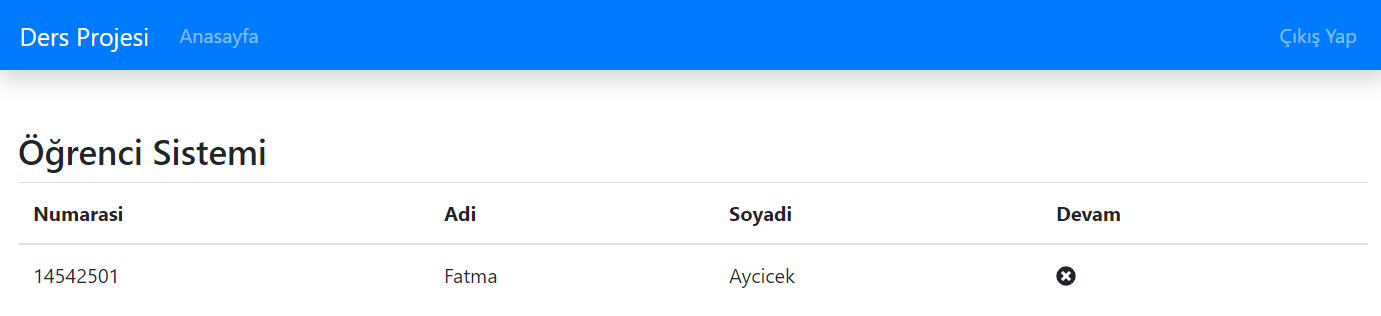 Ders Projesi Anasayfa Çıkış Yap
Öğrenci Sistemi
Numarasi Adi Soyadi Devam
14542501 Fatma Aycicek